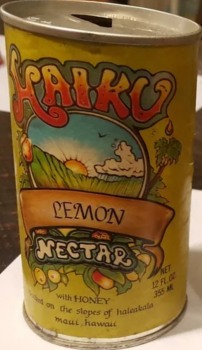 HAIKU
LEMON
NECTAR
with HONEY
NET
12 FL. OZ.
355 ML
on the slopes of haleakala
maui, hawaii